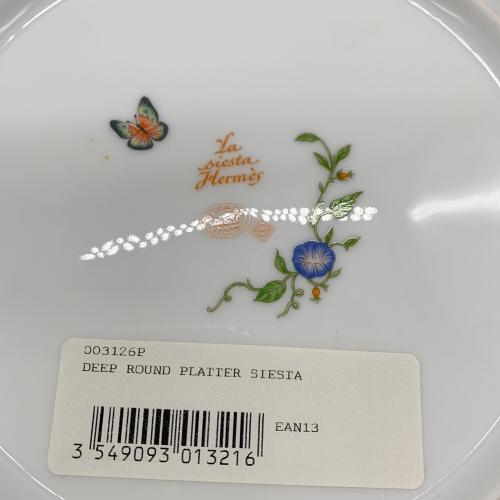 La
siesta
Hermès
003126P
DEEP ROUND PLATTER SIESTA
EAN13
3 549093 013216